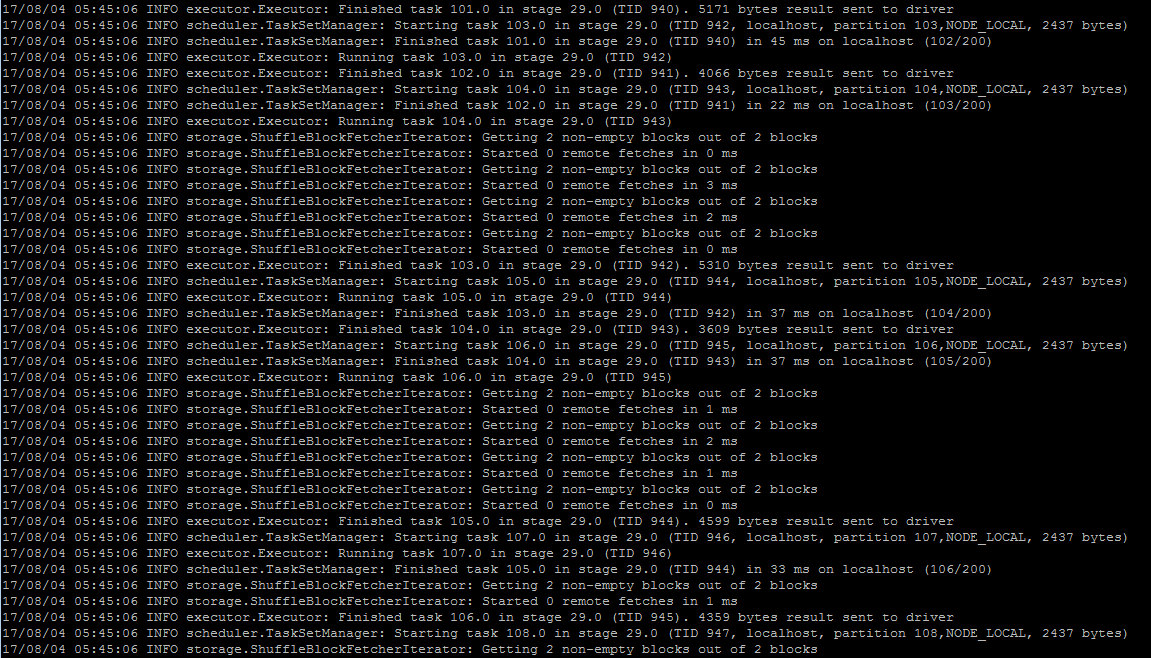 17/08/04 05:45:06 INFO executor.Executor: Finished task 101.0 in stage 29.0 (TID 940). 5171 bytes result sent to driver
17/08/04 05:45:06 INFO scheduler.TaskSetManager: Starting task 103.0 in stage 29.0 (TID 942, localhost, partition 103,NODE_LOCAL, 2437 bytes)
17/08/04 05:45:06 INFO scheduler.TaskSetManager: Finished task 101.0 in stage 29.0 (TID 940) in 45 ms on localhost (102/200)
17/08/04 05:45:06 INFO executor.Executor: Running task 103.0 in stage 29.0 (TID 942)
17/08/04 05:45:06 INFO executor.Executor: Finished task 102.0 in stage 29.0 (TID 941). 4066 bytes result sent to driver
17/08/04 05:45:06 INFO scheduler.TaskSetManager: Starting task 104.0 in stage 29.0 (TID 943, localhost, partition 104,NODE_LOCAL, 2437 bytes)
17/08/04 05:45:06 INFO scheduler.TaskSetManager: Finished task 102.0 in stage 29.0 (TID 941) in 22 ms on localhost (103/200)
17/08/04 05:45:06 INFO executor.Executor: Running task 104.0 in stage 29.0 (TID 943)
17/08/04 05:45:06 INFO storage.ShuffleBlockFetcherIterator: Getting 2 non-empty blocks out of 2 blocks
17/08/04 05:45:06 INFO storage.ShuffleBlockFetcherIterator: Started 0 remote fetches in 0 ms
17/08/04 05:45:06 INFO storage.ShuffleBlockFetcherIterator: Getting 2 non-empty blocks out of 2 blocks
17/08/04 05:45:06 INFO storage.ShuffleBlockFetcherIterator: Started 0 remote fetches in 3 ms
17/08/04 05:45:06 INFO storage.ShuffleBlockFetcherIterator: Getting 2 non-empty blocks out of 2 blocks
17/08/04 05:45:06 INFO storage.ShuffleBlockFetcherIterator: Started 0 remote fetches in 2 ms
17/08/04 05:45:06 INFO storage.ShuffleBlockFetcherIterator: Getting 2 non-empty blocks out of 2 blocks
17/08/04 05:45:06 INFO storage.ShuffleBlockFetcherIterator: Started 0 remote fetches in 0 ms
17/08/04 05:45:06 INFO executor.Executor: Finished task 103.0 in stage 29.0 (TID 942). 5310 bytes result sent to driver
17/08/04 05:45:06 INFO scheduler.TaskSetManager: Starting task 105.0 in stage 29.0 (TID 944, localhost, partition 105,NODE_LOCAL, 2437 bytes)
17/08/04 05:45:06 INFO executor.Executor: Running task 105.0 in stage 29.0 (TID 944)
17/08/04 05:45:06 INFO scheduler.TaskSetManager: Finished task 103.0 in stage 29.0 (TID 942) in 37 ms on localhost (104/200)
17/08/04 05:45:06 INFO executor.Executor: Finished task 104.0 in stage 29.0 (TID 943). 3609 bytes result sent to driver
17/08/04 05:45:06 INFO scheduler.TaskSetManager: Starting task 106.0 in stage 29.0 (TID 945, localhost, partition 106,NODE_LOCAL, 2437 bytes)
17/08/04 05:45:06 INFO scheduler.TaskSetManager: Finished task 104.0 in stage 29.0 (TID 943) in 37 ms on localhost (105/200)
17/08/04 05:45:06 INFO executor.Executor: Running task 106.0 in stage 29.0 (TID 945)
17/08/04 05:45:06 INFO storage.ShuffleBlockFetcherIterator: Getting 2 non-empty blocks out of 2 blocks
17/08/04 05:45:06 INFO storage.ShuffleBlockFetcherIterator: Started 0 remote fetches in 1 ms
17/08/04 05:45:06 INFO storage.ShuffleBlockFetcherIterator: Getting 2 non-empty blocks out of 2 blocks
17/08/04 05:45:06 INFO storage.ShuffleBlockFetcherIterator: Started 0 remote fetches in 2 ms
17/08/04 05:45:06 INFO storage.ShuffleBlockFetcherIterator: Getting 2 non-empty blocks out of 2 blocks
17/08/04 05:45:06 INFO storage.ShuffleBlockFetcherIterator: Started 0 remote fetches in 1 ms
17/08/04 05:45:06 INFO storage.ShuffleBlockFetcherIterator: Getting 2 non-empty blocks out of 2 blocks
17/08/04 05:45:06 INFO storage.ShuffleBlockFetcherIterator: Started 0 remote fetches in 0 ms
17/08/04 05:45:06 INFO executor.Executor: Finished task 105.0 in stage 29.0 (TID 944). 4599 bytes result sent to driver
17/08/04 05:45:06 INFO scheduler.TaskSetManager: Starting task 107.0 in stage 29.0 (TID 946, localhost, partition 107,NODE_LOCAL, 2437 bytes)
17/08/04 05:45:06 INFO executor.Executor: Running task 107.0 in stage 29.0 (TID 946)
17/08/04 05:45:06 INFO scheduler.TaskSetManager: Finished task 105.0 in stage 29.0 (TID 944) in 33 ms on localhost (106/200)
17/08/04 05:45:06 INFO storage.ShuffleBlockFetcherIterator: Getting 2 non-empty blocks out of 2 blocks
17/08/04 05:45:06 INFO storage.ShuffleBlockFetcherIterator: Started 0 remote fetches in 1 ms
17/08/04 05:45:06 INFO executor.Executor: Finished task 106.0 in stage 29.0 (TID 945). 4359 bytes result sent to driver
17/08/04 05:45:06 INFO scheduler.TaskSetManager: Starting task 108.0 in stage 29.0 (TID 947, localhost, partition 108,NODE_LOCAL, 2437 bytes)
17/08/04 05:45:06 INFO storage.ShuffleBlockFetcherIterator: Getting 2 non-empty blocks out of 2 blocks